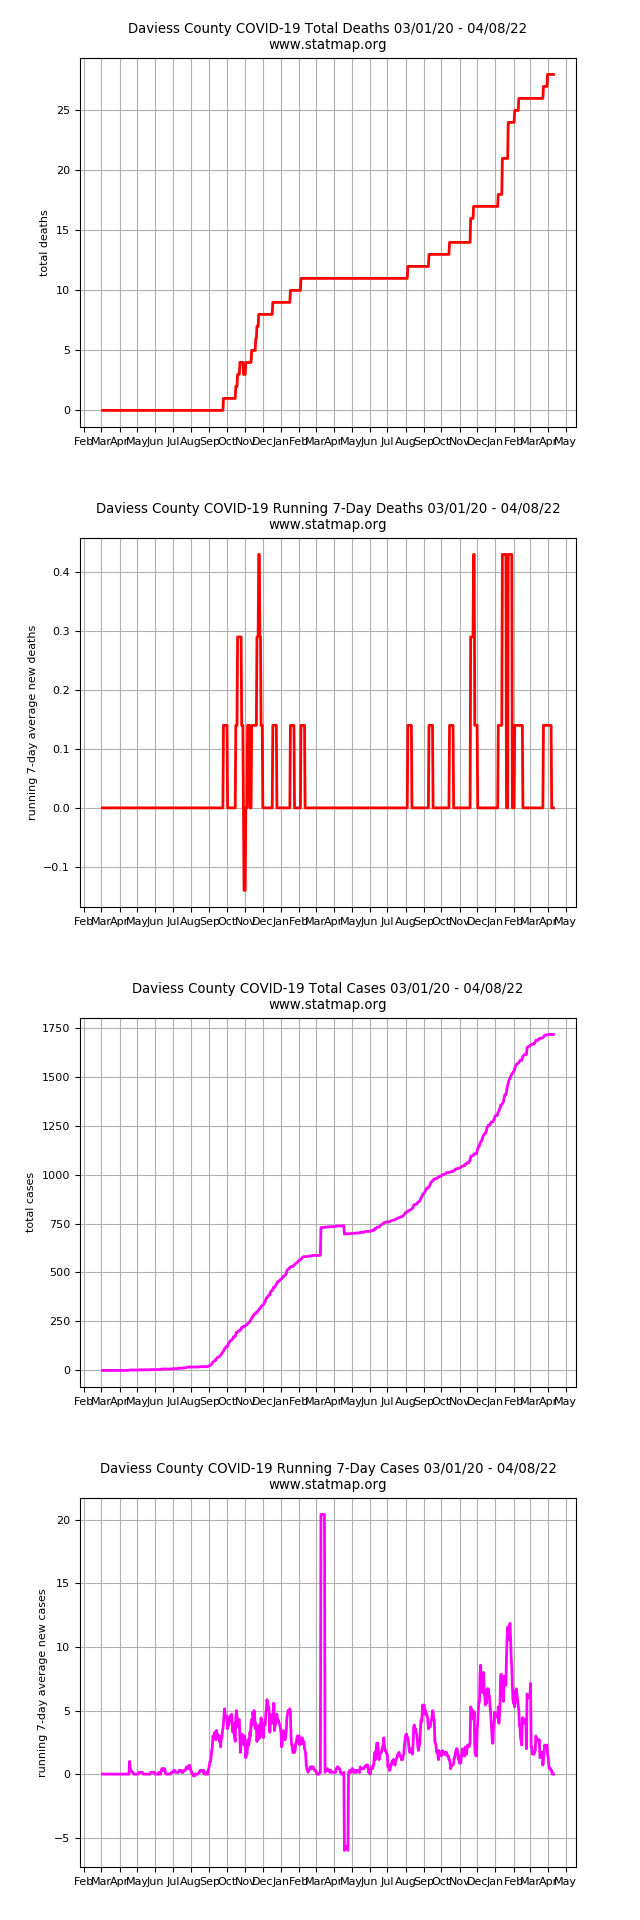 Daviess County COVID-19 Total Deaths 03/01/20 - 04/08/22
www.statmap.org
25
20
15
10
5
0
total deaths
Feb Mar Apr May Jun Jul Aug Sep Oct Nov Dec Jan Feb Mar Apr May Jun Jul Aug Sep Oct Nov Dec Jan Feb Mar Apr May
Daviess County COVID-19 Running 7-Day Deaths 03/01/20 - 04/08/22
www.statmap.org
0.4
0.3
0.2
0.1
0.0
−0.1
running 7-day average new deaths
Feb Mar Apr May Jun Jul Aug Sep Oct Nov Dec Jan Feb Mar Apr May Jun Jul Aug Sep Oct Nov Dec Jan Feb Mar Apr May
Daviess County COVID-19 Total Cases 03/01/20 - 04/08/22
www.statmap.org
1750
1500
1250
1000
750
500
250
0
total cases
Feb Mar Apr May Jun Jul Aug Sep Oct Nov Dec Jan Feb Mar Apr May Jun Jul Aug Sep Oct Nov Dec Jan Feb Mar Apr May
Daviess County COVID-19 Running 7-Day Cases 03/01/20 - 04/08/22
www.statmap.org
20
15
10
5
0
−5
running 7-day average new cases
Feb Mar Apr May Jun Jul Aug Sep Oct Nov Dec Jan Feb Mar Apr May Jun Jul Aug Sep Oct Nov Dec Jan Feb Mar Apr May